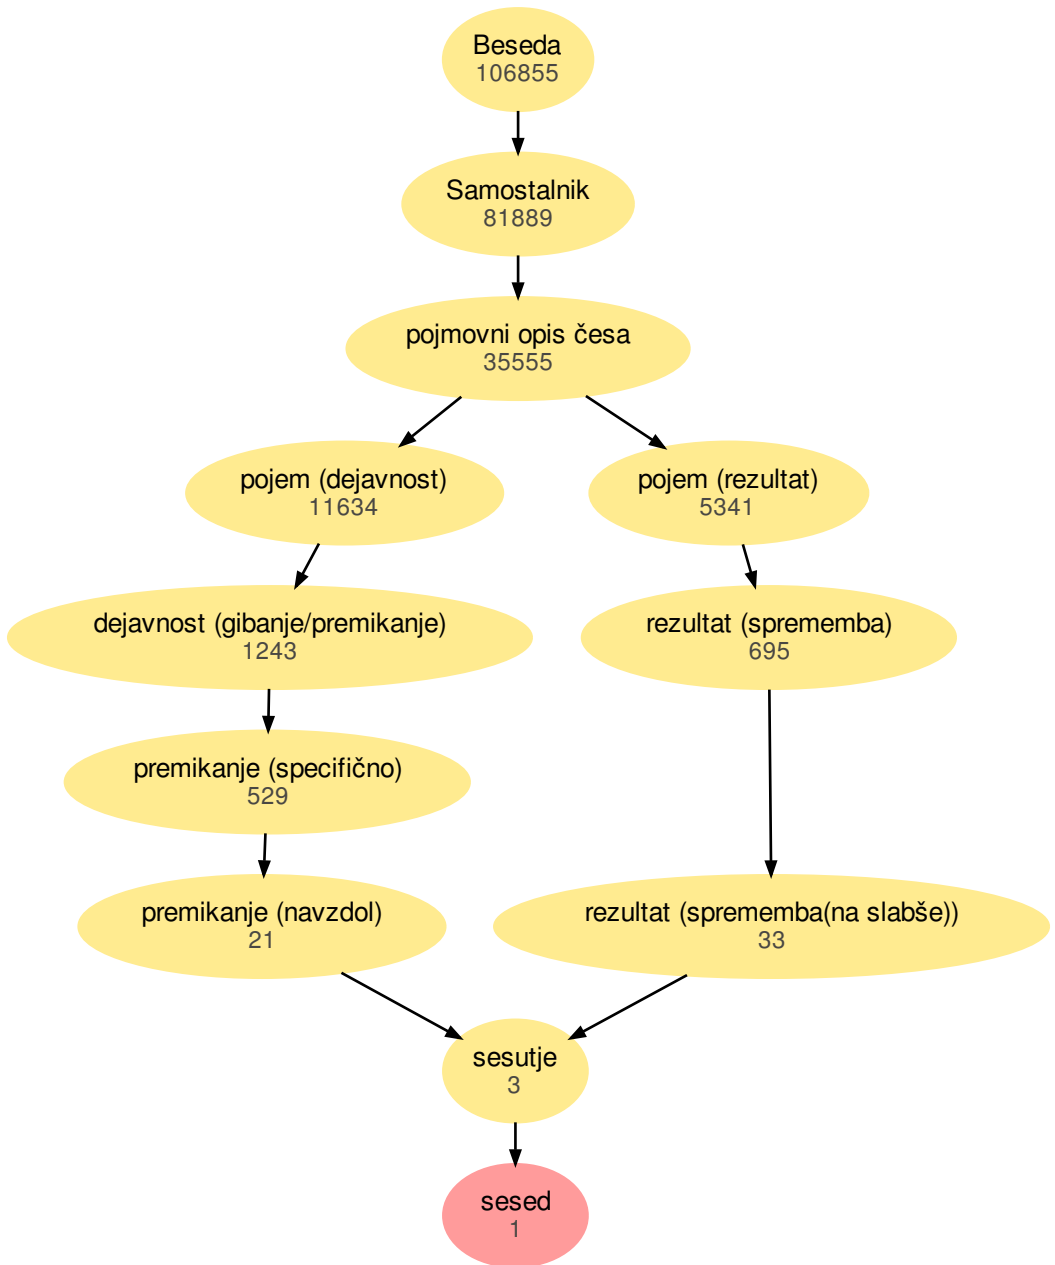 Beseda
106855
Samostalnik
81889
pojmovni opis česa
35555
pojem (dejavnost)
11634
pojem (rezultat)
5341
dejavnost (gibanje/premikanje)
1243
rezultat (sprememba)
695
premikanje (specifično)
529
premikanje (navzdol)
21
rezultat (sprememba(na slabše))
33
sesutje
3
sesed
1